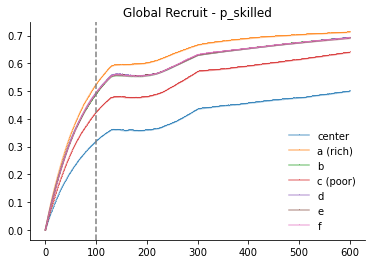 Global Recruit - p_skilled
0.7
0.6
0.5
0.4
0.3
0.2
0.1
0.0
center
a (rich)
b
c (poor)
d
e
f
0 100 200 300 400 500 600